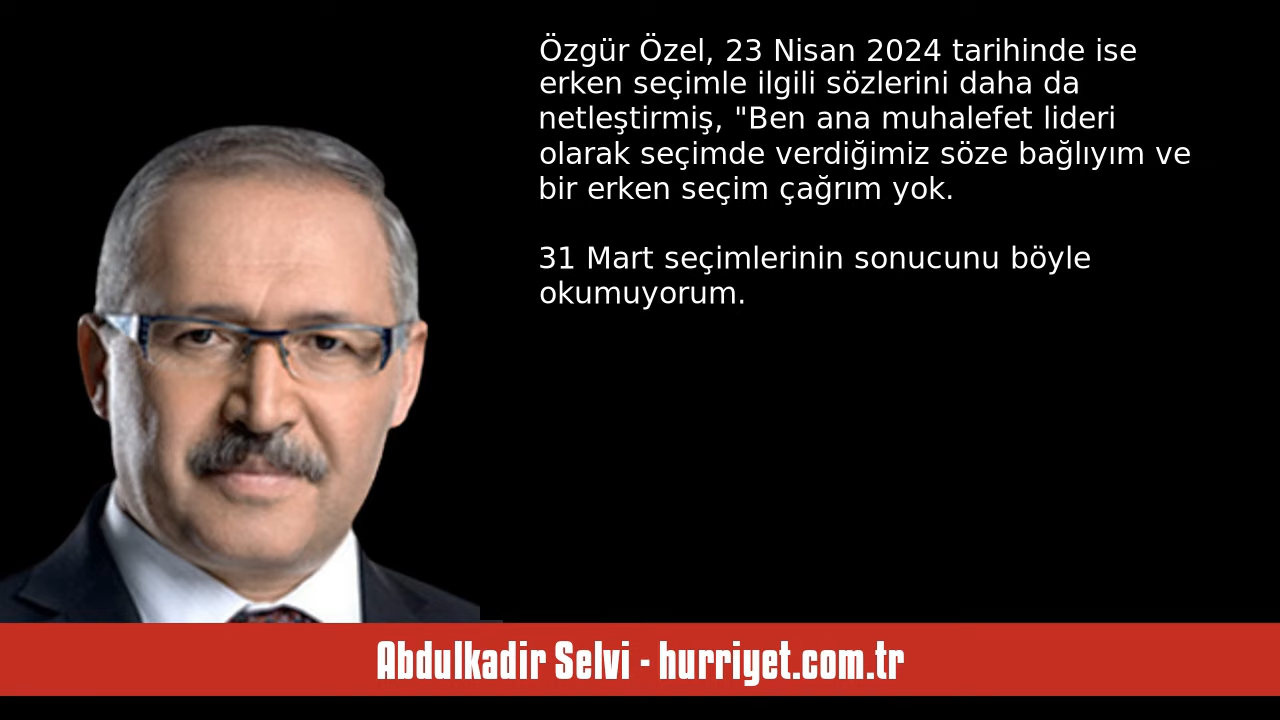 Özgür Özel, 23 Nisan 2024 tarihinde ise
erken seçimle ilgili sözlerini daha da
netleştirmiş, "Ben ana muhalefet lideri
olarak seçimde verdiğimiz söze bağlıyım ve
bir erken seçim çağrım yok.
31 Mart seçimlerinin sonucunu böyle
okumuyorum.
Abdulkadir Selvi - hurriyet.com.tr